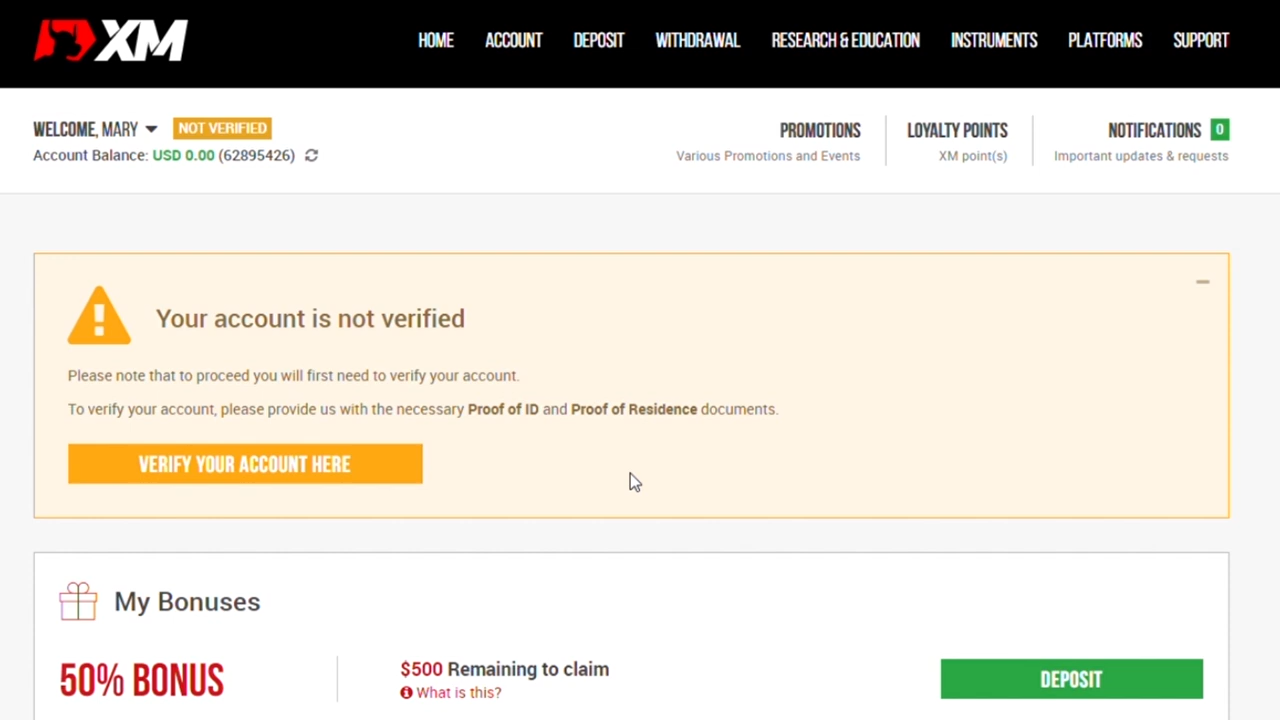 XM
HOME ACCOUNT DEPOSIT WITHDRAWAL RESEARCH & EDUCATION INSTRUMENTS PLATFORMS SUPPORT
WELCOME, MARY NOT VERIFIED
Account Balance: USD 0.00 (62895426)
PROMOTIONS
Various Promotions and Events
LOYALTY POINTS
XM point(s)
NOTIFICATIONS 0
Important updates & requests
Your account is not verified
Please note that to proceed you will first need to verify your account.
To verify your account, please provide us with the necessary Proof of ID and Proof of Residence documents.
VERIFY YOUR ACCOUNT HERE
My Bonuses
50% BONUS
$500 Remaining to claim
What is this?
DEPOSIT